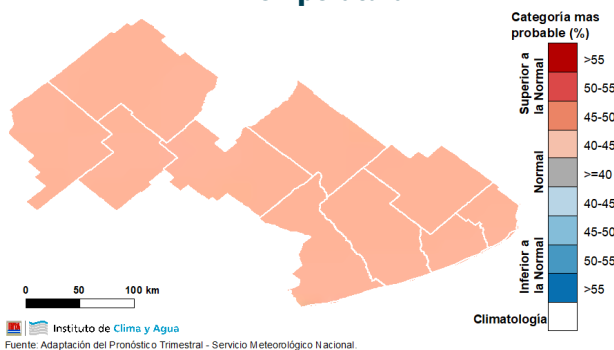 Categoría mas
probable (%)
Superior a
la Normal
>55
50-55
45-50
40-45
Normal
>=40
Inferior a
la Normal
40-45
45-50
50-55
>55
Climatología
0 50 100 km
Instituto de Clima y Agua
Fuente: Adaptación del Pronóstico Trimestral - Servicio Meteorológico Nacional.